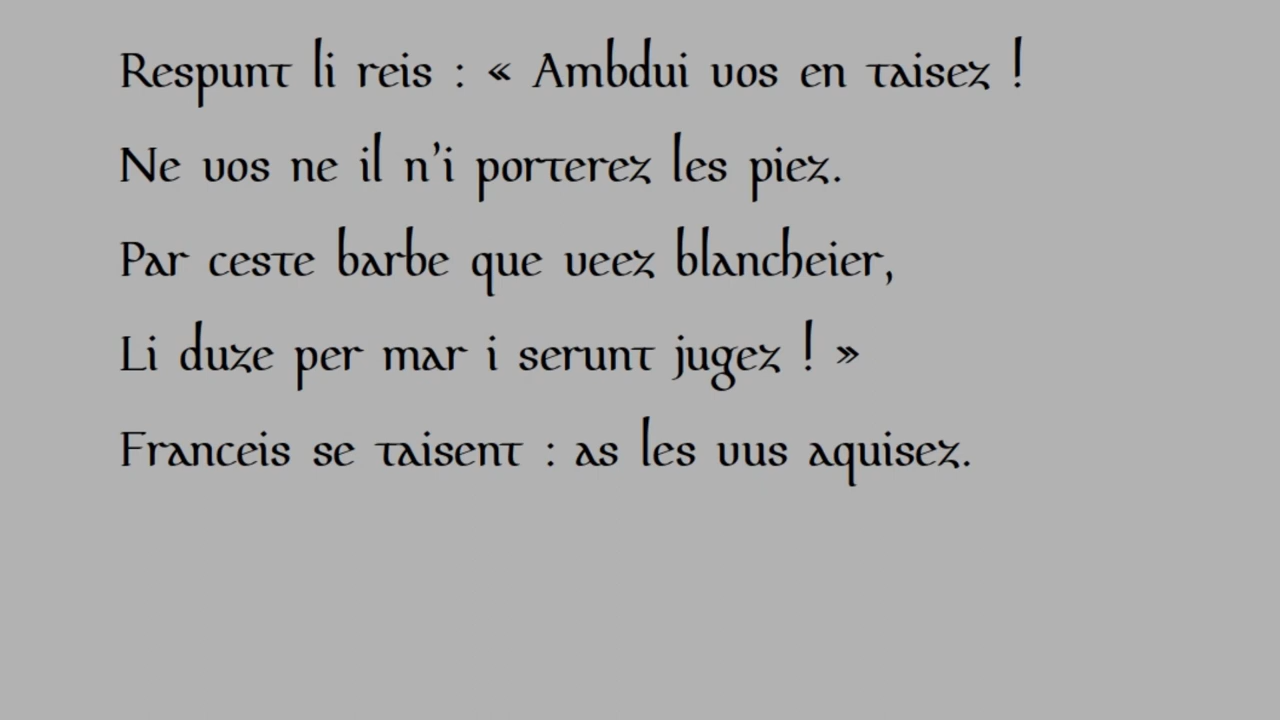 Respunt li reis : « Ambdui vos en taisez !
Ne vos ne il n’i porterez les piez.
Par ceste barbe que veez blancheier,
Li duze per mar i serunt jugez ! »
Franceis se taisent : as les vus aquisez.